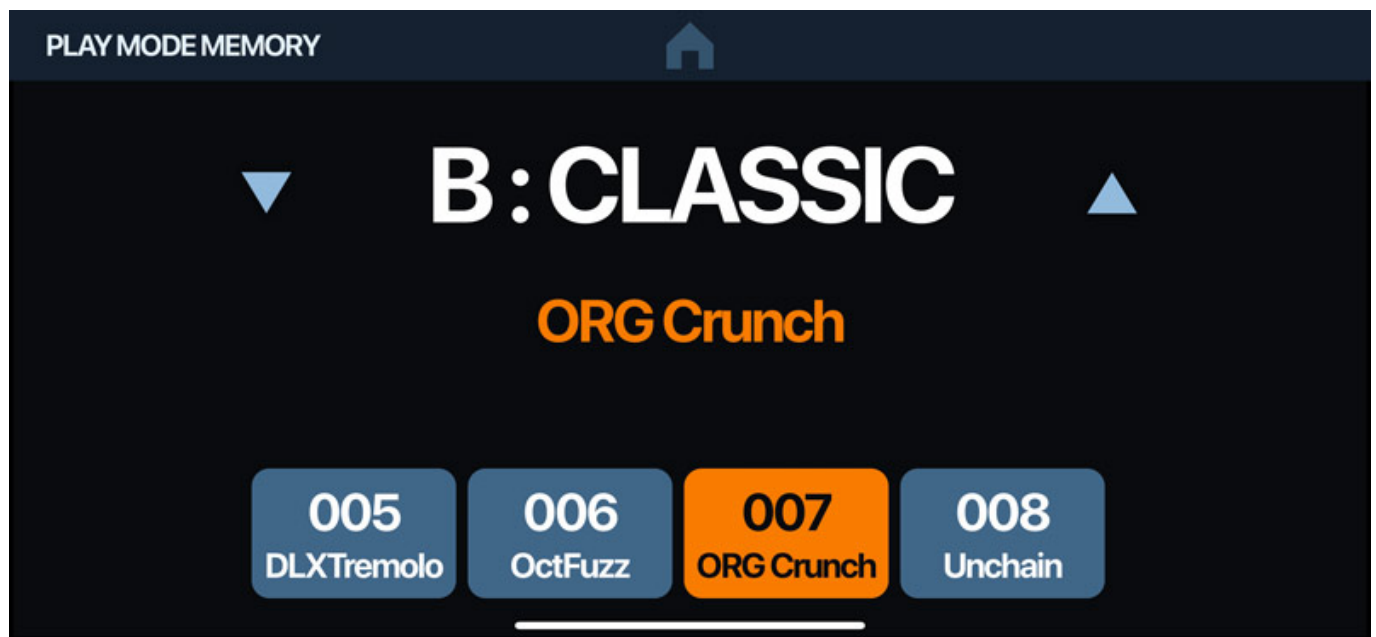 PLAY MODE MEMORY
B : CLASSIC
ORG Crunch
005 006 007 008
DLXTremolo OctFuzz ORG Crunch Unchain